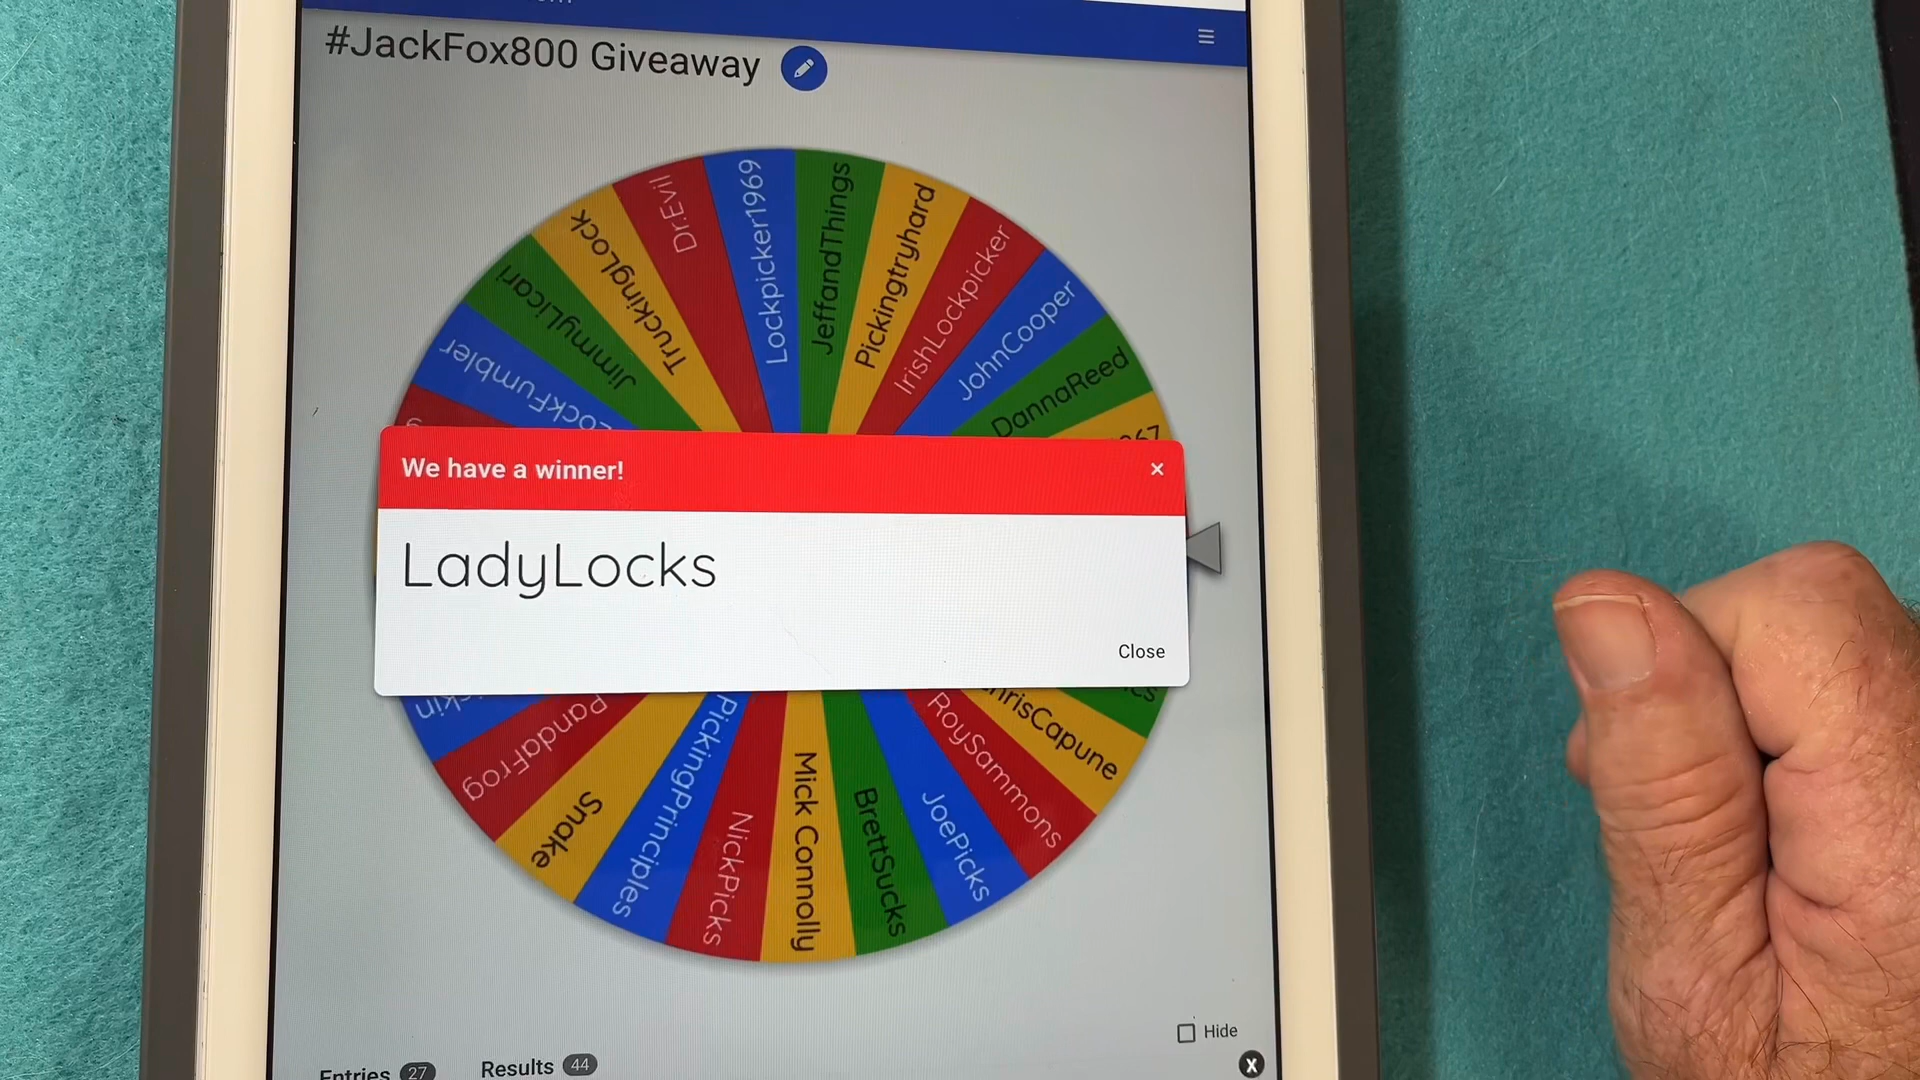 #JackFox800 Giveaway
Dr.Evil
Lockpicker1969
JeffandThings
Pickingtryhard
IrishLockpicker
JohnCooper
DannaReed
TruckingLock
JimmyLicari
LockFumbler
We have a winner!
×
LadyLocks
Close
PandaFrog
Snake
PickingPrinciples
NickPicks
Mick Connolly
BrettSucks
JoePicks
RoySammons
hrisCapune
Hide
Entries 27
Results 44
X